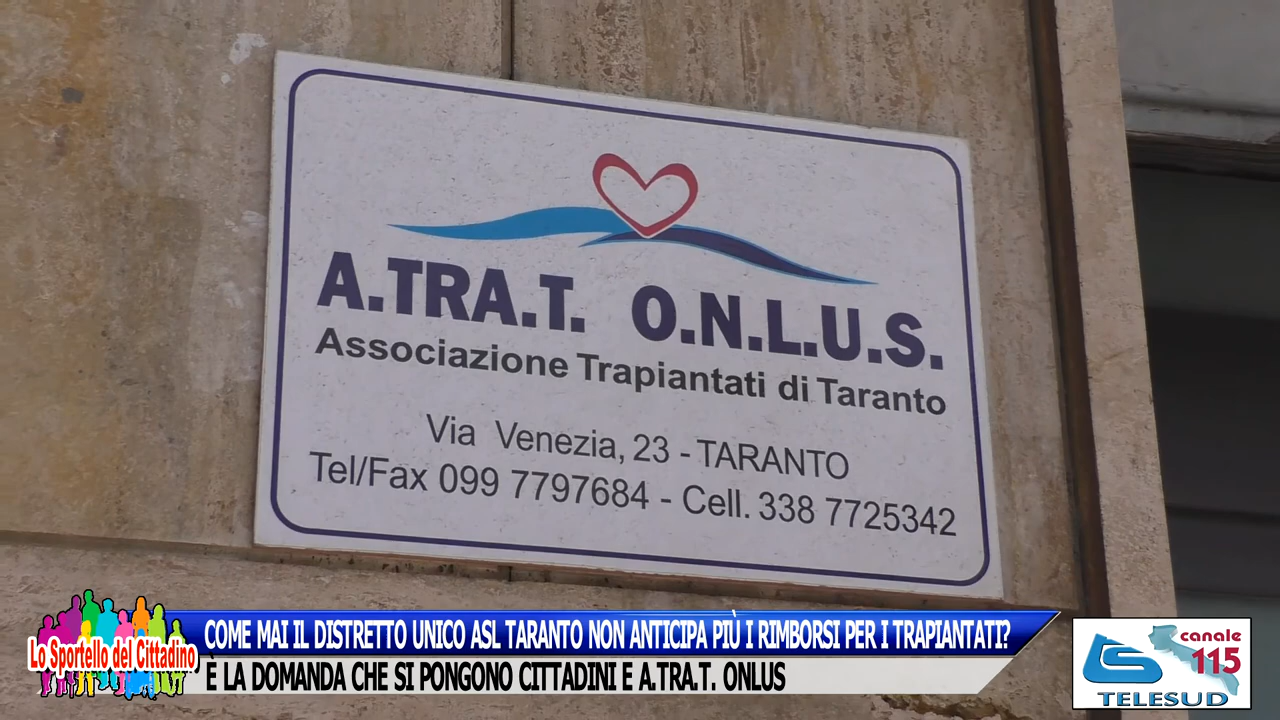 A.TRA.T. O.N.L.U.S.
Associazione Trapiantati di Taranto
Via Venezia, 23 - TARANTO
Tel/Fax 099 7797684 - Cell. 338 7725342
Lo Sportello del Cittadino
COME MAI IL DISTRETTO UNICO ASL TARANTO NON ANTICIPA PIÙ I RIMBORSI PER I TRAPIANTATI?
È LA DOMANDA CHE SI PONGONO CITTADINI E A.TRA.T. ONLUS
canale
115
TELESUD